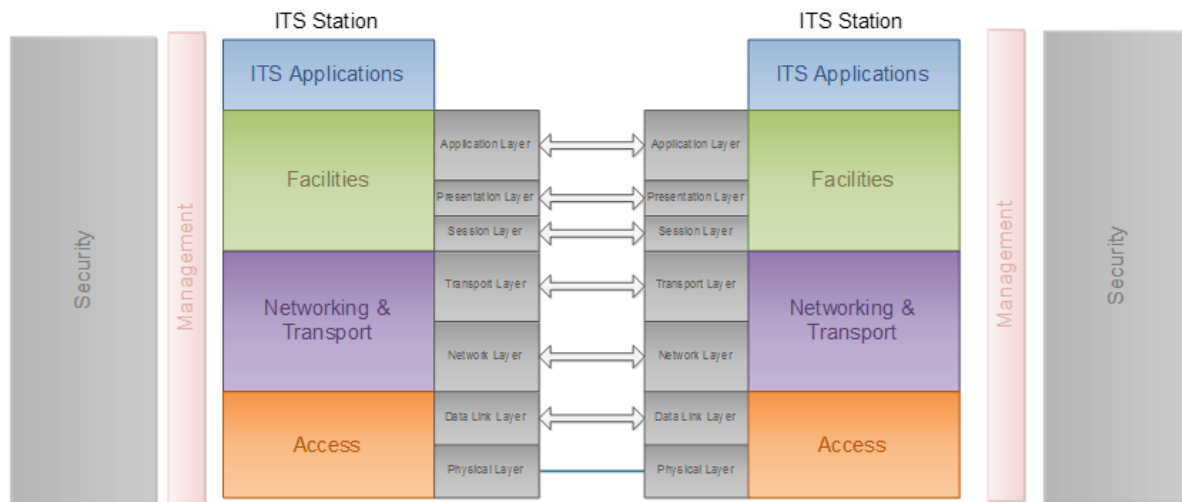 ITS Station
ITS Station
Security
Management
ITS Applications
Facilities
Networking &
Transport
Access
Application Layer
Presentation Layer
Session Layer
Transport Layer
Network Layer
Data Link Layer
Physical Layer
Application Layer
Presentation Layer
Session Layer
Transport Layer
Network Layer
Data Link Layer
Physical Layer
ITS Applications
Facilities
Networking &
Transport
Access
Management
Security